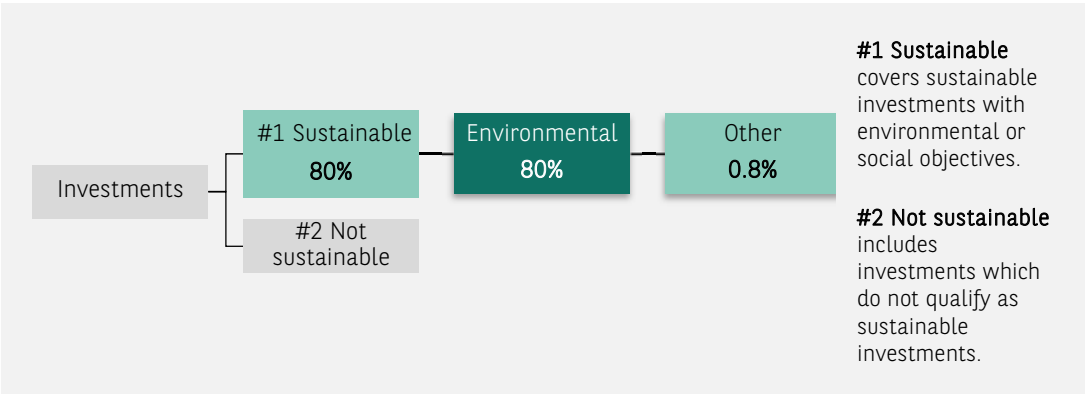 Investments
#1 Sustainable
80%
#2 Not
sustainable
Environmental
80%
Other
0.8%
#1 Sustainable
covers sustainable
investments with
environmental or
social objectives.
#2 Not sustainable
includes
investments which
do not qualify as
sustainable
investments.